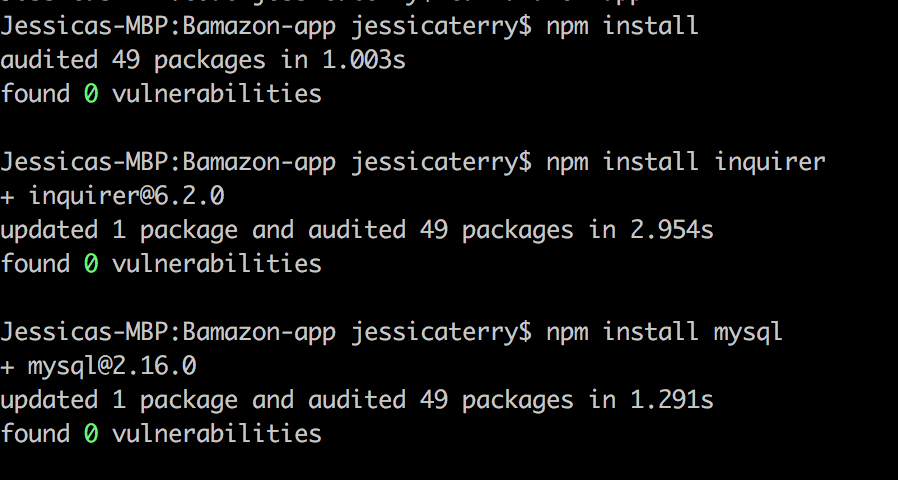 Jessicas-MBP:Bamazon-app jessicaterry$ npm install
audited 49 packages in 1.003s
found 0 vulnerabilities
Jessicas-MBP:Bamazon-app jessicaterry$ npm install inquirer
+ inquirer@6.2.0
updated 1 package and audited 49 packages in 2.954s
found 0 vulnerabilities
Jessicas-MBP:Bamazon-app jessicaterry$ npm install mysql
+ mysql@2.16.0
updated 1 package and audited 49 packages in 1.291s
found 0 vulnerabilities